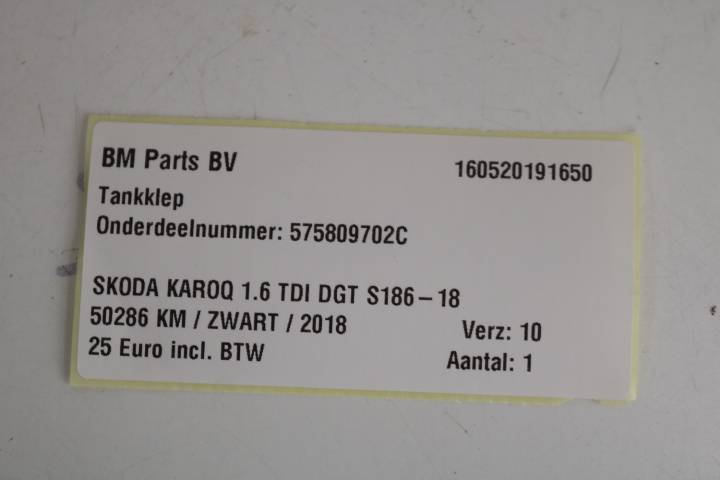 BM Parts BV 160520191650
Tankklep
Onderdeelnummer: 575809702C
SKODA KAROQ 1.6 TDI DGT S186-18
50286 KM / ZWART / 2018 Verz: 10
25 Euro incl. BTW Aantal: 1